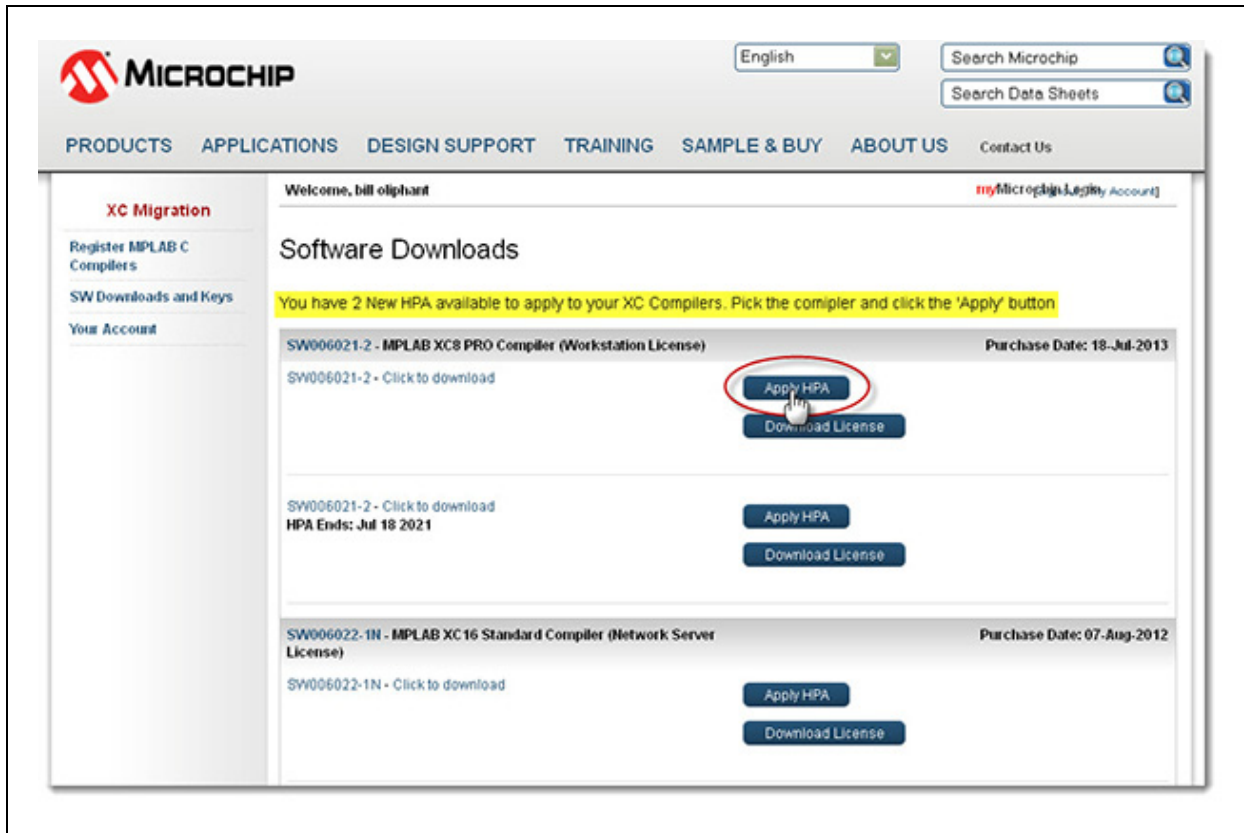 MICROCHIP
English
Search Microchip
Search Data Sheets
PRODUCTS APPLICATIONS DESIGN SUPPORT TRAINING SAMPLE & BUY ABOUT US Contact Us
XC Migration
Register MPLAB C
Compilers
SW Downloads and Keys
Your Account
Welcome, bill oliphant
myMicrochip Login Account]
Software Downloads
You have 2 New HPA available to apply to your XC Compilers. Pick the comipler and click the 'Apply' button
SW006021-2 - MPLAB XC8 PRO Compiler (Workstation License) Purchase Date: 18-Jul-2013
SW006021-2 - Click to download
Apply HPA
Download License
SW006021-2 - Click to download
HPA Ends: Jul 18 2021
Apply HPA
Download License
SW006022-1N - MPLAB XC16 Standard Compiler (Network Server
License)
Purchase Date: 07-Aug-2012
SW006022-1N - Click to download
Apply HPA
Download License